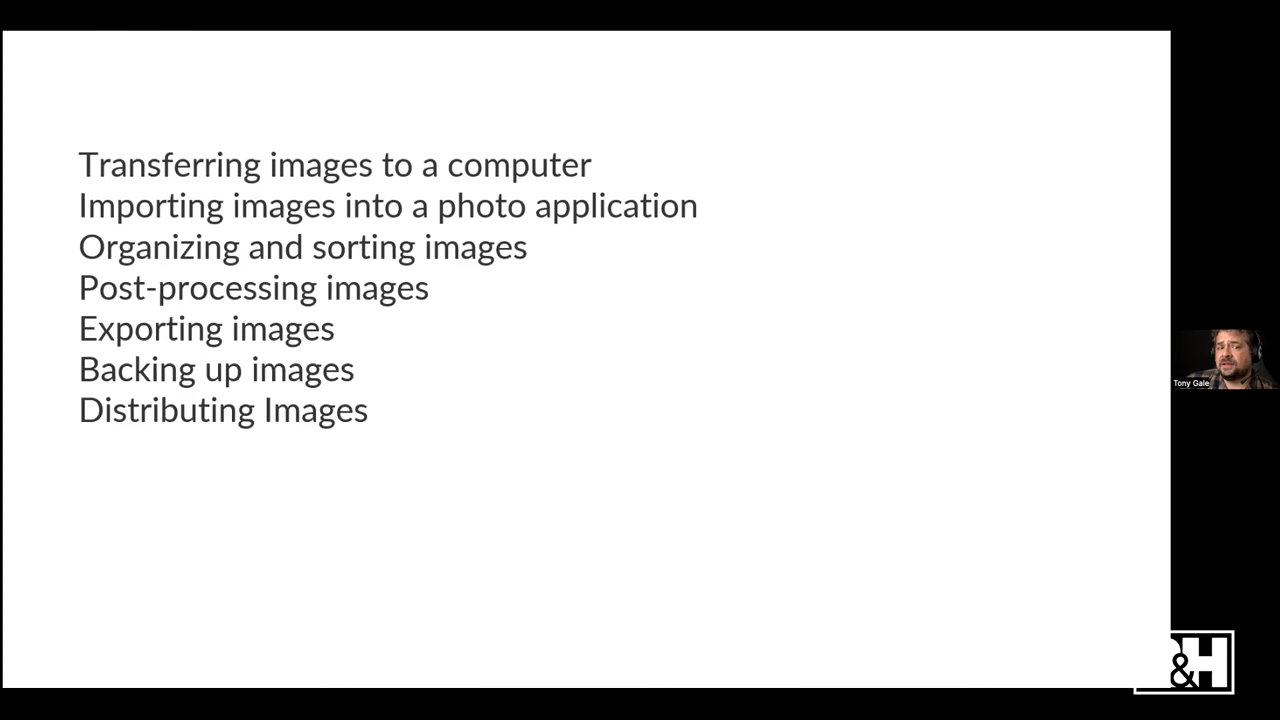 Transferring images to a computer
Importing images into a photo application
Organizing and sorting images
Post-processing images
Exporting images
Backing up images
Distributing Images
Tony Gale
&H